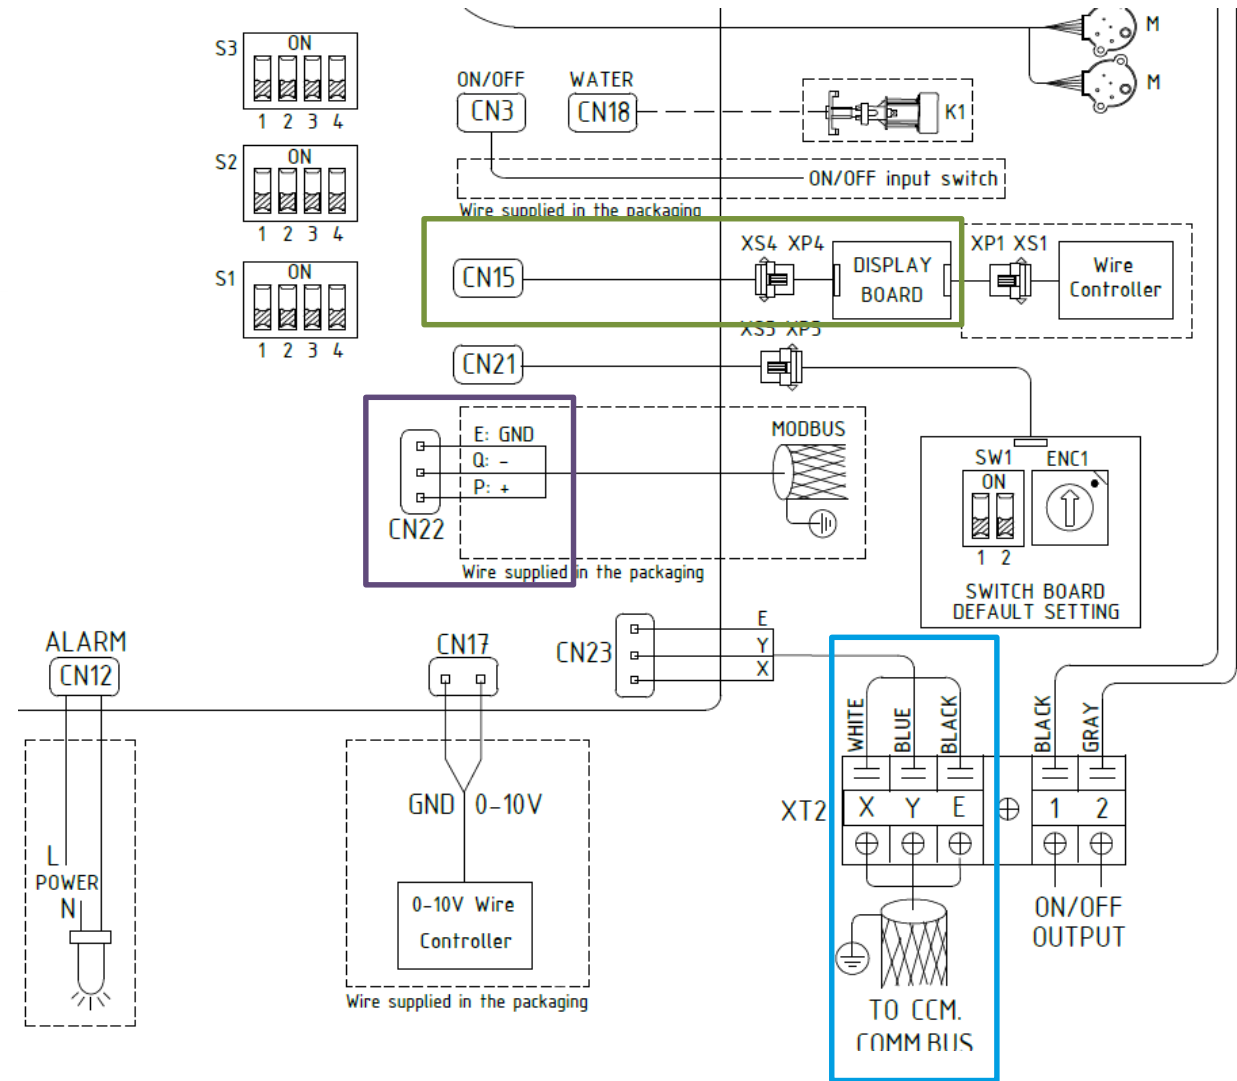 S3
ON
1 2 3 4
S2
ON
1 2 3 4
S1
ON
1 2 3 4
ON/OFF
CN3
WATER
CN18
K1
M
M
ON/OFF input switch
Wire supplied in the packaging
CN15
XS4 XP4
DISPLAY
BOARD
XP1 XS1
Wire
Controller
CN21
XS5 XP5
E: GND
Q: -
P: +
CN22
MODBUS
Wire supplied in the packaging
SW1
ON
1 2
ENC1
SWITCH BOARD
DEFAULT SETTING
ALARM
CN12
L
POWER
N
CN17
GND 0-10V
0-10V Wire
Controller
Wire supplied in the packaging
CN23
E
Y
X
WHITE
BLUE
BLACK
BLACK
GRAY
XT2
X Y E 1 2
ON/OFF
OUTPUT
TO CCM.
COMM.BUS